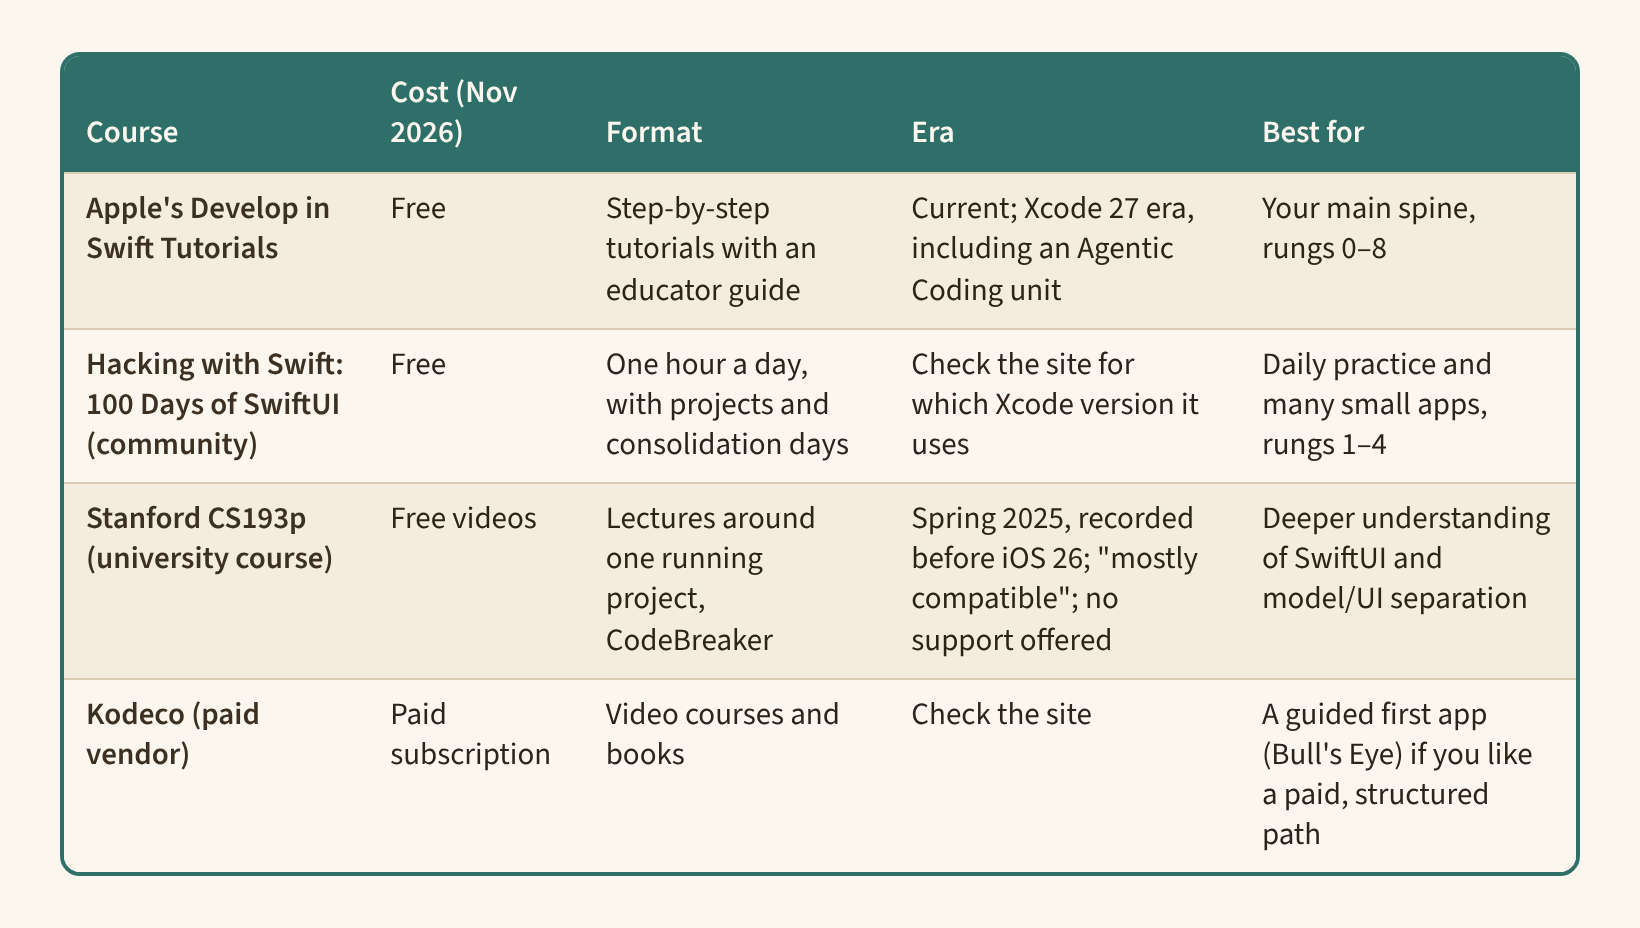 Course
Cost (Nov
2026)
Format
Era
Best for
Apple's Develop in
Swift Tutorials
Free
Step-by-step
tutorials with an
educator guide
Current; Xcode 27 era,
including an Agentic
Coding unit
Your main spine,
rungs 0–8
Hacking with Swift:
100 Days of SwiftUI
(community)
Free
One hour a day,
with projects and
consolidation days
Check the site for
which Xcode version it
uses
Daily practice and
many small apps,
rungs 1–4
Stanford CS193p
(university course)
Free videos
Lectures around
one running
project,
CodeBreaker
Spring 2025, recorded
before iOS 26; "mostly
compatible"; no
support offered
Deeper understanding
of SwiftUI and
model/UI separation
Kodeco (paid
vendor)
Paid
subscription
Video courses and
books
Check the site
A guided first app
(Bull's Eye) if you like
a paid, structured
path